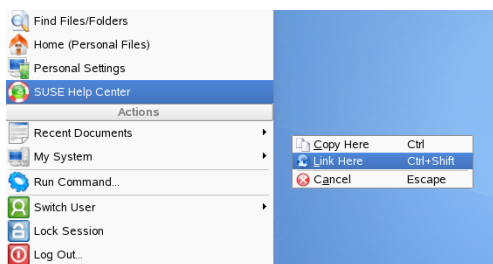 Find Files/Folders
Home (Personal Files)
Personal Settings
SUSE Help Center
Actions
Recent Documents
My System
Run Command...
Switch User
Lock Session
Log Out...
Copy Here Ctrl
Link Here Ctrl+Shift
Cancel Escape